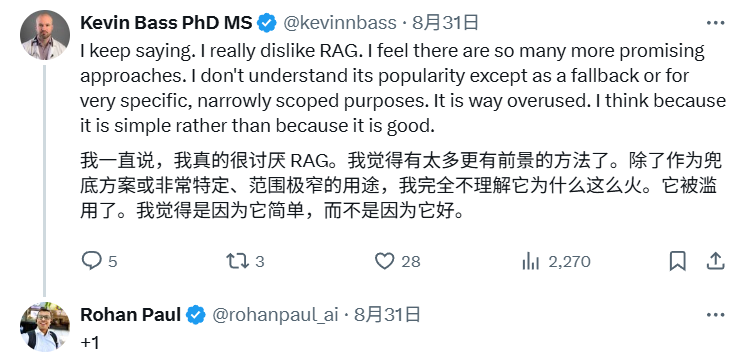 Kevin Bass PhD MS @kevinnbass · 8月31日
I keep saying. I really dislike RAG. I feel there are so many more promising
approaches. I don't understand its popularity except as a fallback or for
very specific, narrowly scoped purposes. It is way overused. I think because
it is simple rather than because it is good.
我一直说，我真的很讨厌 RAG。我觉得有太多更有前景的方法了。除了作为兜
底方案或非常特定、范围极窄的用途，我完全不理解它为什么这么火。它被滥
用了。我觉得是因为它简单，而不是因为它好。
5 3 28 2,270
Rohan Paul @rohanpaul_ai · 8月31日
+1